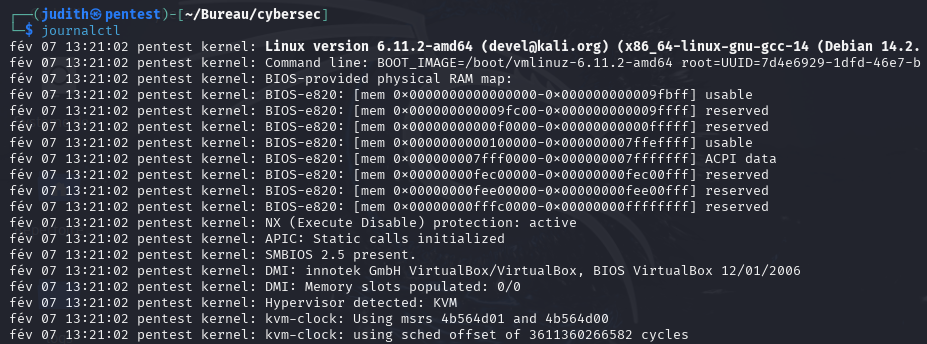 ┌──(judith㉿pentest)-[~/Bureau/cybersec]
└─$ journalctl
fév 07 13:21:02 pentest kernel: Linux version 6.11.2-amd64 (devel@kali.org) (x86_64-linux-gnu-gcc-14 (Debian 14.2.
fév 07 13:21:02 pentest kernel: Command line: BOOT_IMAGE=/boot/vmlinuz-6.11.2-amd64 root=UUID=7d4e6929-1dfd-46e7-b
fév 07 13:21:02 pentest kernel: BIOS-provided physical RAM map:
fév 07 13:21:02 pentest kernel: BIOS-e820: [mem 0x0000000000000000-0x000000000009fbff] usable
fév 07 13:21:02 pentest kernel: BIOS-e820: [mem 0x000000000009fc00-0x000000000009ffff] reserved
fév 07 13:21:02 pentest kernel: BIOS-e820: [mem 0x00000000000f0000-0x00000000000fffff] reserved
fév 07 13:21:02 pentest kernel: BIOS-e820: [mem 0x0000000000100000-0x000000007ffeffff] usable
fév 07 13:21:02 pentest kernel: BIOS-e820: [mem 0x000000007fff0000-0x000000007fffffff] ACPI data
fév 07 13:21:02 pentest kernel: BIOS-e820: [mem 0x00000000fec00000-0x00000000fec00fff] reserved
fév 07 13:21:02 pentest kernel: BIOS-e820: [mem 0x00000000fee00000-0x00000000fee00fff] reserved
fév 07 13:21:02 pentest kernel: BIOS-e820: [mem 0x00000000fffc0000-0x00000000ffffffff] reserved
fév 07 13:21:02 pentest kernel: NX (Execute Disable) protection: active
fév 07 13:21:02 pentest kernel: APIC: Static calls initialized
fév 07 13:21:02 pentest kernel: SMBIOS 2.5 present.
fév 07 13:21:02 pentest kernel: DMI: innotek GmbH VirtualBox/VirtualBox, BIOS VirtualBox 12/01/2006
fév 07 13:21:02 pentest kernel: DMI: Memory slots populated: 0/0
fév 07 13:21:02 pentest kernel: Hypervisor detected: KVM
fév 07 13:21:02 pentest kernel: kvm-clock: Using msrs 4b564d01 and 4b564d00
fév 07 13:21:02 pentest kernel: kvm-clock: using sched offset of 3611360266582 cycles